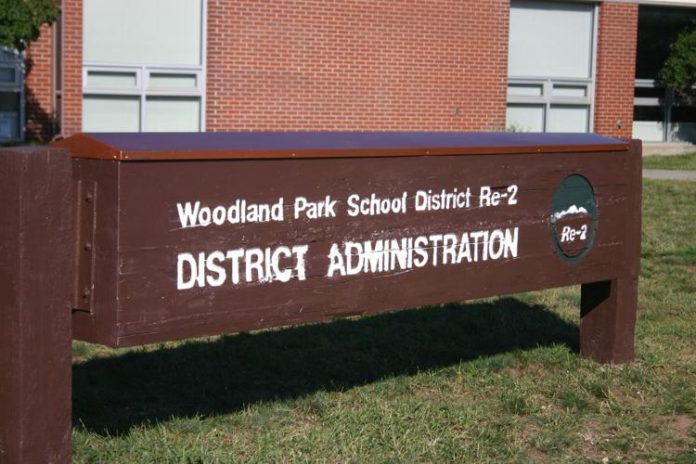 Woodland Park School District Re-2
DISTRICT ADMINISTRATION
Re-2